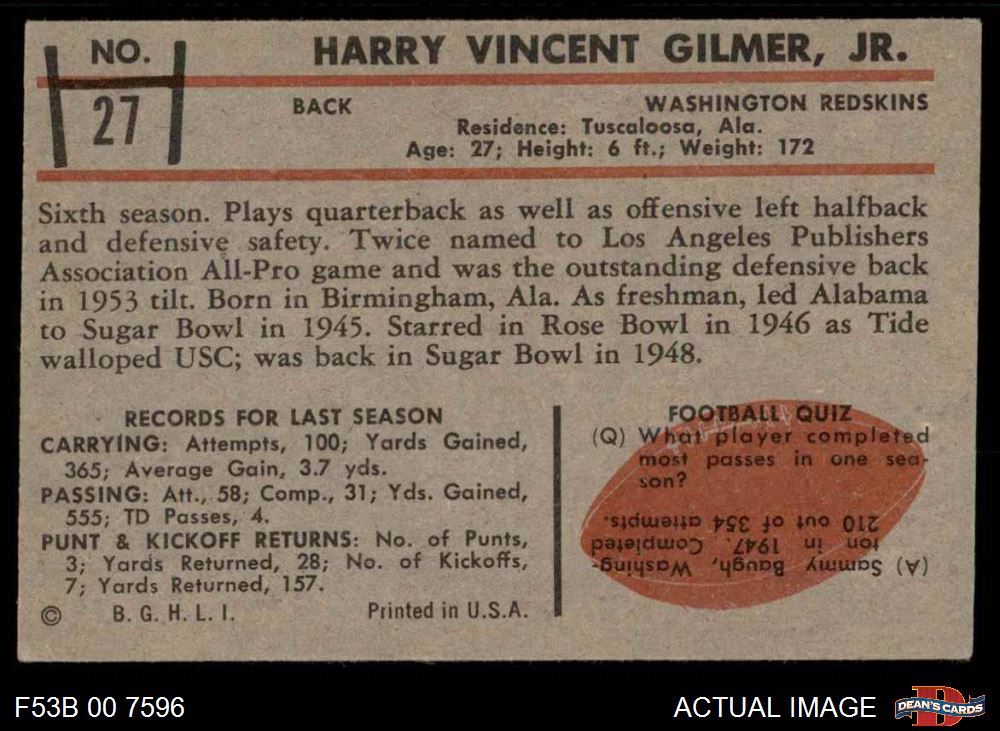 NO.
27
HARRY VINCENT GILMER, JR.
BACK
WASHINGTON REDSKINS
Residence: Tuscaloosa, Ala.
Age: 27; Height: 6 ft.; Weight: 172
Sixth season. Plays quarterback as well as offensive left halfback
and defensive safety. Twice named to Los Angeles Publishers
Association All-Pro game and was the outstanding defensive back
in 1953 tilt. Born in Birmingham, Ala. As freshman, led Alabama
to Sugar Bowl in 1945. Starred in Rose Bowl in 1946 as Tide
walloped USC; was back in Sugar Bowl in 1948.
RECORDS FOR LAST SEASON
CARRYING: Attempts, 100; Yards Gained,
365; Average Gain, 3.7 yds.
PASSING: Att., 58; Comp., 31; Yds. Gained,
555; TD Passes, 4.
PUNT & KICKOFF RETURNS: No. of Punts,
3; Yards Returned, 28; No. of Kickoffs,
7; Yards Returned, 157.
© B. G. H. L. I. Printed in U.S.A.
FOOTBALL QUIZ
(Q) What player completed
most passes in one sea-
son?
(A) Sammy Baugh, Washing-
ton in 1947. Completed
210 out of 354 attempts.
F53B 00 7596
ACTUAL IMAGE
D
DEAN'S CARDS